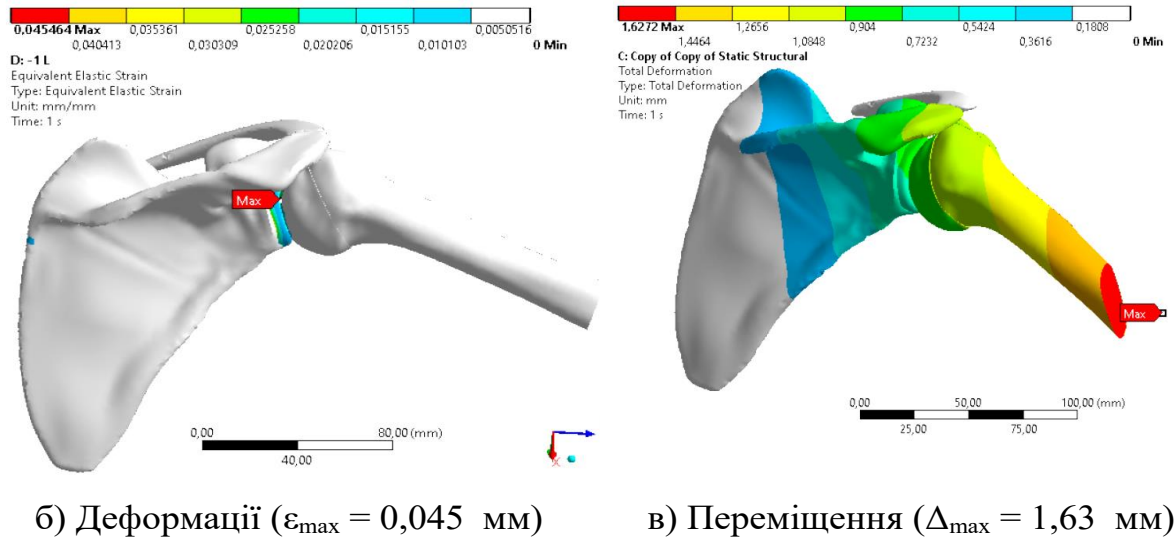 0,045464 Max 0,035361 0,025258 0,015155 0,0050516
0,040413 0,030309 0,020206 0,010103 0 Min
D: -1 L
Equivalent Elastic Strain
Type: Equivalent Elastic Strain
Unit: mm/mm
Time: 1 s
Max
0,00 80,00 (mm)
40,00
X
1,6272 Max 1,2656 0,904 0,5424 0,1808
1,4464 1,0848 0,7232 0,3616 0 Min
C: Copy of Copy of Static Structural
Total Deformation
Type: Total Deformation
Unit: mm
Time: 1 s
Max
0,00 50,00 100,00 (mm)
25,00 75,00
б) Деформації (εmax = 0,045 мм)
в) Переміщення (Δmax = 1,63 мм)